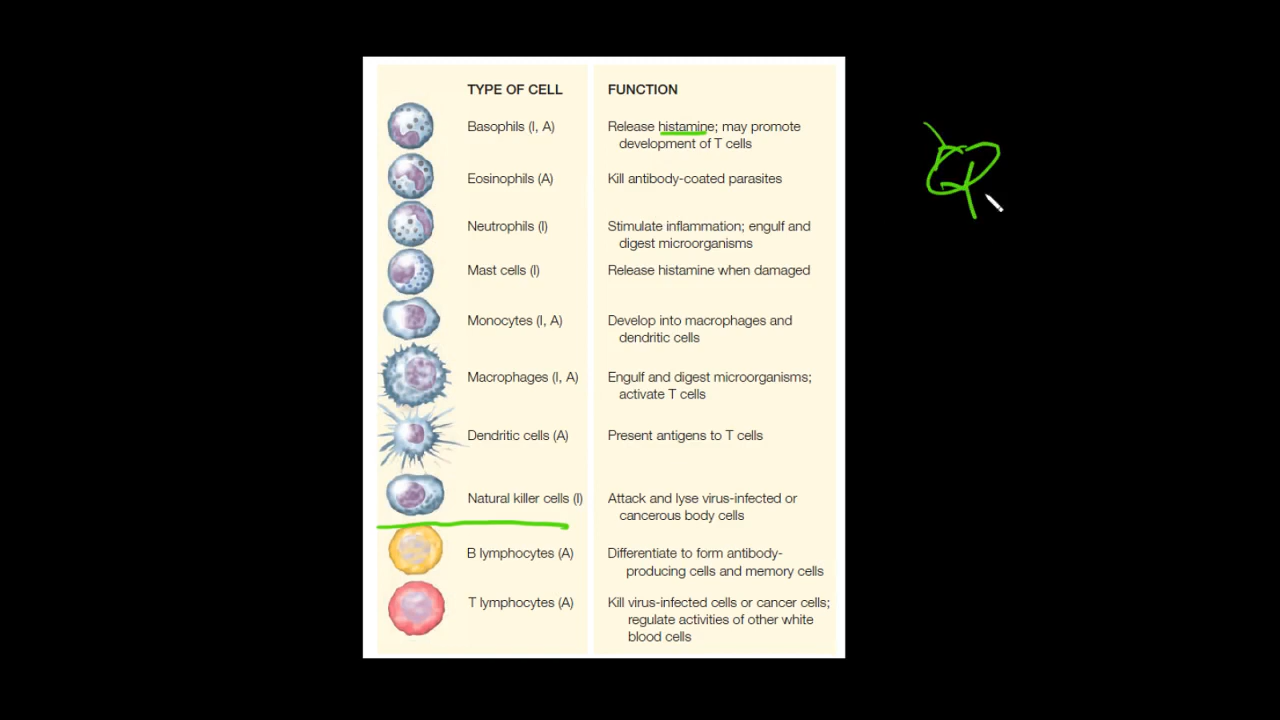 TYPE OF CELL FUNCTION
Basophils (I, A) Release histamine; may promote
development of T cells
Eosinophils (A) Kill antibody-coated parasites
Neutrophils (I) Stimulate inflammation; engulf and
digest microorganisms
Mast cells (I) Release histamine when damaged
Monocytes (I, A) Develop into macrophages and
dendritic cells
Macrophages (I, A) Engulf and digest microorganisms;
activate T cells
Dendritic cells (A) Present antigens to T cells
Natural killer cells (I) Attack and lyse virus-infected or
cancerous body cells
B lymphocytes (A) Differentiate to form antibody-
producing cells and memory cells
T lymphocytes (A) Kill virus-infected cells or cancer cells;
regulate activities of other white
blood cells